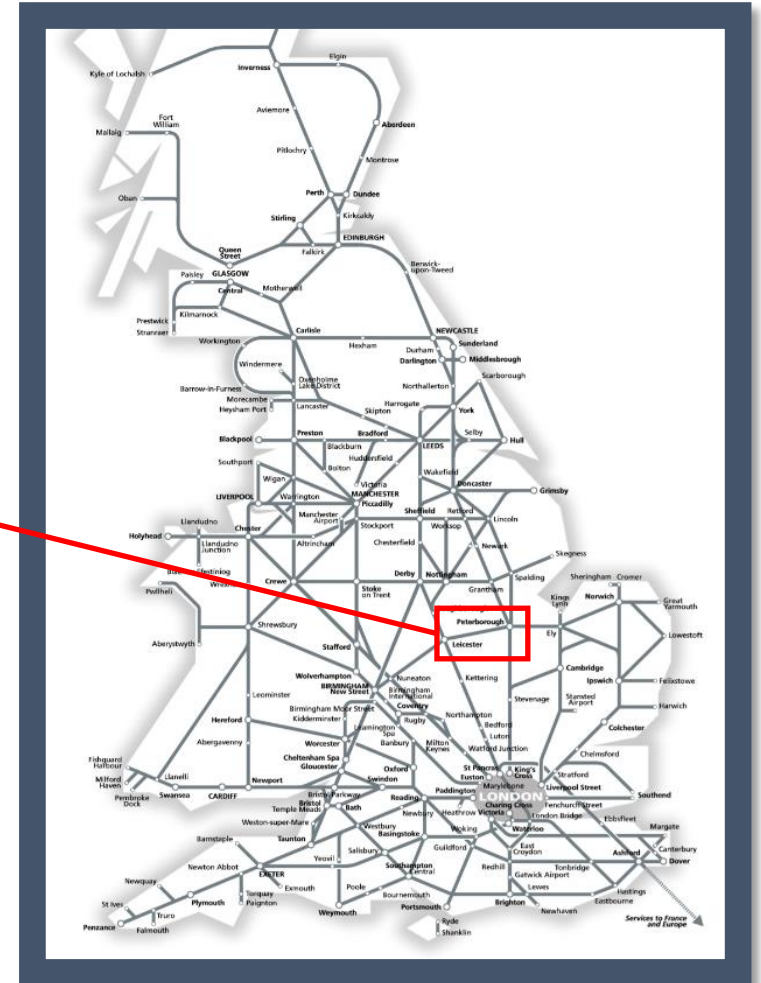 Elgin
Inverness
Kyle of Lochalsh
Aviemore
Fort
William
Mallaig
Aberdeen
Pitlochry
Montrose
Perth
Dundee
Oban
Stirling
Kirkcaldy
EDINBURGH
Queen
Street
Falkirk
Berwick-
upon-Tweed
Paisley
GLASGOW
Central
Motherwell
Prestwick
Kilmarnock
Stranraer
Carlisle
NEWCASTLE
Sunderland
Workington
Hexham
Durham
Darlington
Middlesbrough
Windermere
Oxenholme
Lake District
Scarborough
Barrow-in-Furness
Northallerton
Morecambe
Heysham Port
Lancaster
Harrogate
Skipton
York
Preston
Bradford
Selby
Blackpool
Blackburn
LEEDS
Hull
Huddersfield
Southport
Bolton
Wakefield
Wigan
Victoria
Doncaster
LIVERPOOL
Warrington
MANCHESTER
Piccadilly
Grimsby
Manchester
Airport
Sheffield
Retford
Llandudno
Stockport
Worksop
Lincoln
Holyhead
Chester
Llandudno
Junction
Altrincham
Chesterfield
Newark
Skegness
Crewe
Stoke
on Trent
Derby
Nottingham
Spalding
Sheringham
Cromer
Pwllheli
Grantham
Kings
Lynn
Norwich
Great
Yarmouth
Peterborough
Shrewsbury
Ely
Lowestoft
Aberystwyth
Stafford
Leicester
Wolverhampton
Cambridge
BIRMINGHAM
New Street
Nuneaton
Kettering
Ipswich
Felixstowe
Leominster
Birmingham
International
Stevenage
Stansted
Airport
Harwich
Birmingham Moor Street
Coventry
Hereford
Kidderminster
Rugby
Northampton
Colchester
Leamington
Spa
Bedford
Abergavenny
Worcester
Banbury
Milton
Keynes
Luton
Cheltenham Spa
Watford Junction
Chelmsford
Fishguard
Harbour
Gloucester
Oxford
St Pancras
Euston
King's
Cross
Stratford
Milford
Haven
Llanelli
Newport
Swindon
Marylebone
Liverpool Street
Pembroke
Dock
Swansea
CARDIFF
Bristol Parkway
Reading
Paddington
LONDON
Southend
Bristol
Temple Meads
Bath
Charing Cross
Fenchurch Street
Newbury
Heathrow
Victoria
London Bridge
Ebbsfleet
Weston-super-Mare
Westbury
Woking
Waterloo
Margate
Barnstaple
Taunton
Basingstoke
Salisbury
Guildford
East
Croydon
Canterbury
Yeovil
Redhill
Tonbridge
Ashford
Dover
Newton Abbot
EXETER
Southampton
Central
Gatwick Airport
Newquay
Exmouth
Poole
Lewes
Hastings
St Ives
Plymouth
Torquay
Paignton
Bournemouth
Brighton
Eastbourne
Truro
Weymouth
Portsmouth
Newhaven
Penzance
Falmouth
Ryde
Shanklin
Services to France
and Europe